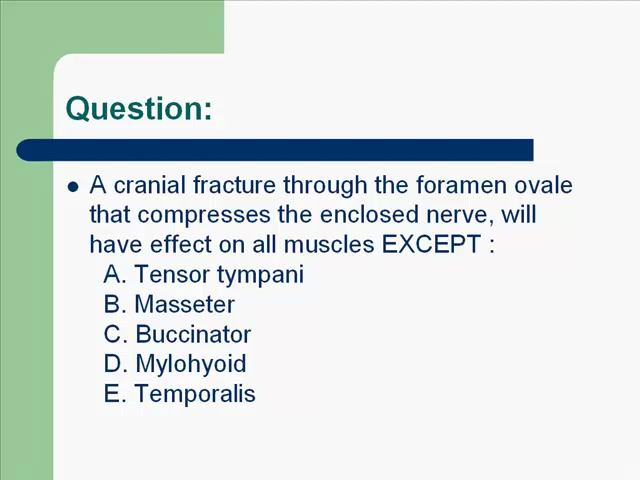 Question:
A cranial fracture through the foramen ovale
that compresses the enclosed nerve, will
have effect on all muscles EXCEPT :
A. Tensor tympani
B. Masseter
C. Buccinator
D. Mylohyoid
E. Temporalis